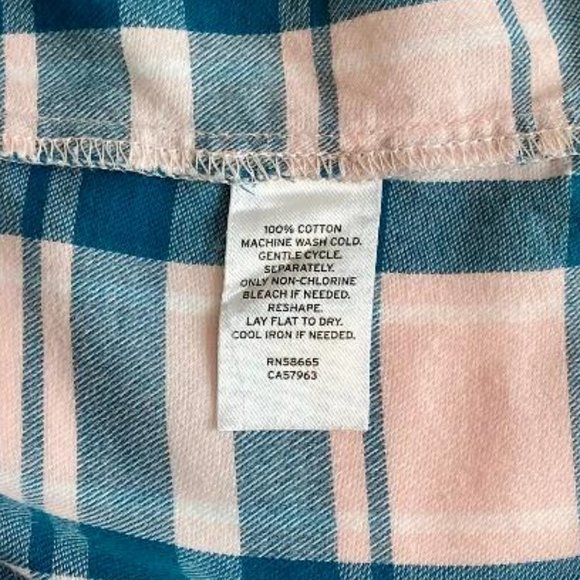 100% COTTON
MACHINE WASH COLD.
GENTLE CYCLE.
SEPARATELY.
ONLY NON-CHLORINE
BLEACH IF NEEDED.
RESHAPE.
LAY FLAT TO DRY.
COOL IRON IF NEEDED.
RN58665
CA57963